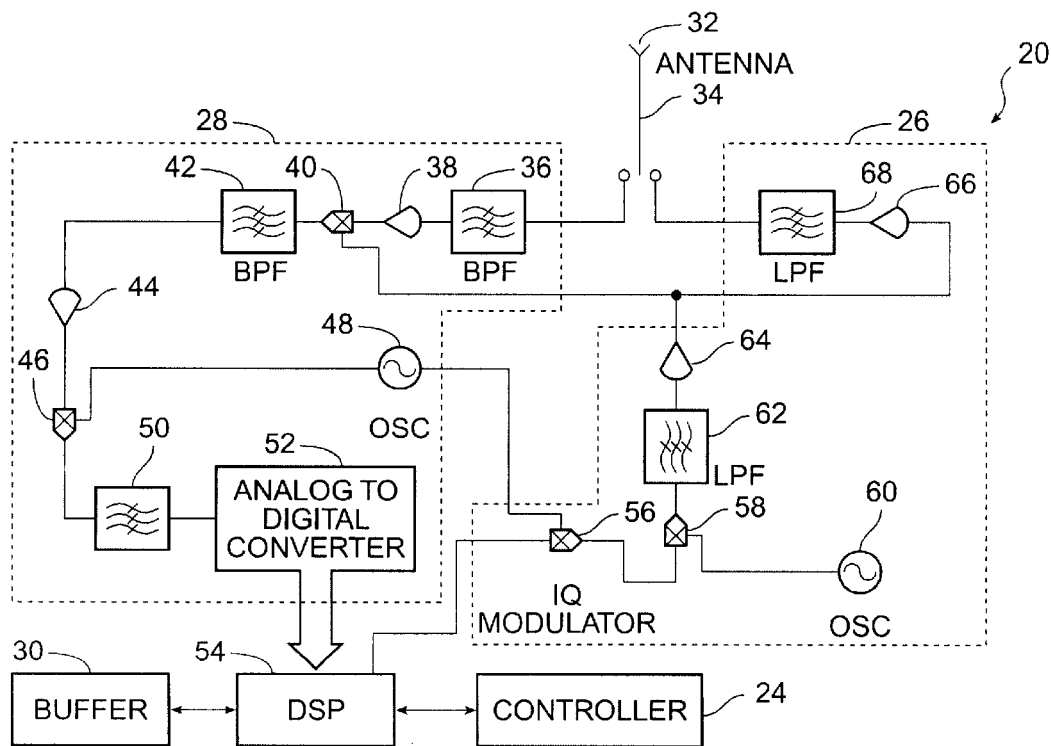 32
ANTENNA
20
34
28
26
42
40
38
36
68
66
BPF
BPF
LPF
44
48
64
46
OSC
62
50
52
LPF
ANALOG TO
DIGITAL
CONVERTER
56
58
60
IQ
MODULATOR
OSC
30
54
BUFFER
DSP
CONTROLLER
24